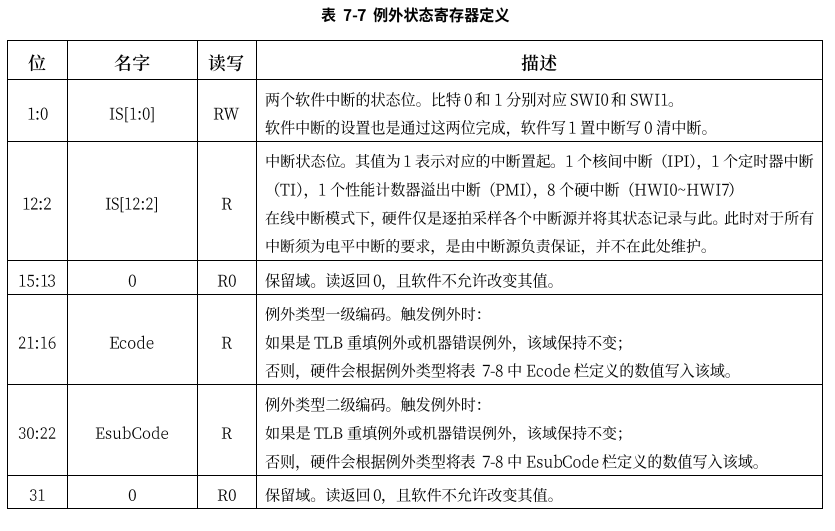 表 7-7 例外状态寄存器定义
位 名字 读写 描述
1:0 IS[1:0] RW 两个软件中断的状态位。比特 0 和 1 分别对应 SWI0 和 SWI1。
软件中断的设置也是通过这两位完成，软件写 1 置中断写 0 清中断。
12:2 IS[12:2] R 中断状态位。其值为 1 表示对应的中断置起。1 个核间中断（IPI），1 个定时器中断
（TI），1 个性能计数器溢出中断（PMI），8 个硬中断（HWI0~HWI7）
在线中断模式下，硬件仅是逐拍采样各个中断源并将其状态记录与此。此时对于所有
中断须为电平中断的要求，是由中断源负责保证，并不在此处维护。
15:13 0 R0 保留域。读返回 0，且软件不允许改变其值。
21:16 Ecode R 例外类型一级编码。触发例外时：
如果是 TLB 重填例外或机器错误例外，该域保持不变；
否则，硬件会根据例外类型将表 7-8 中 Ecode 栏定义的数值写入该域。
30:22 EsubCode R 例外类型二级编码。触发例外时：
如果是 TLB 重填例外或机器错误例外，该域保持不变；
否则，硬件会根据例外类型将表 7-8 中 EsubCode 栏定义的数值写入该域。
31 0 R0 保留域。读返回 0，且软件不允许改变其值。